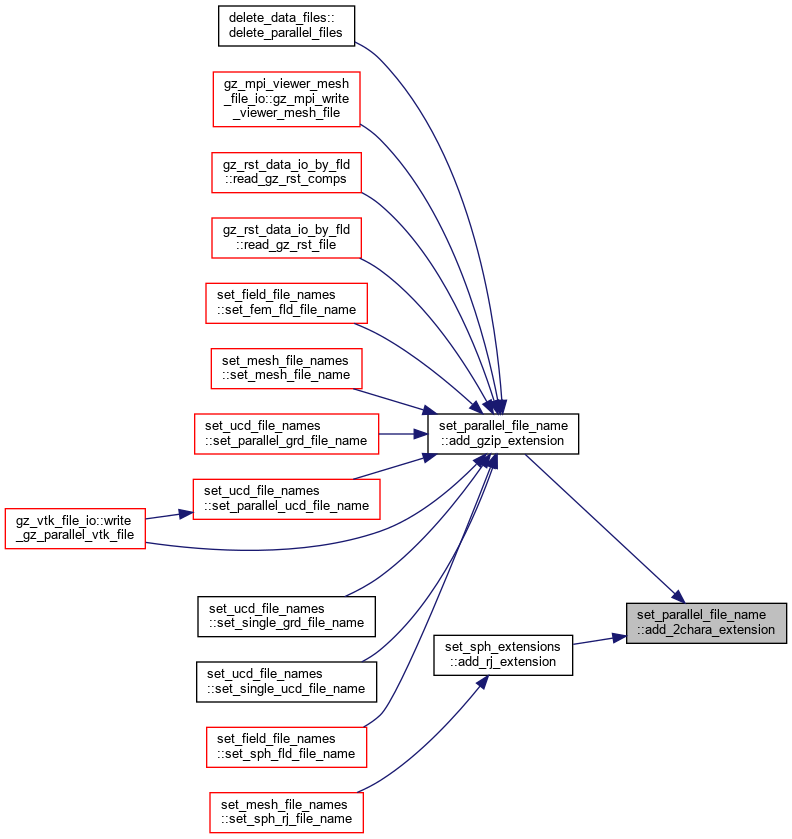 delete_data_files::
delete_parallel_files
gz_mpi_viewer_mesh
_file_io::gz_mpi_write
_viewer_mesh_file
gz_rst_data_io_by_fld
::read_gz_rst_comps
gz_rst_data_io_by_fld
::read_gz_rst_file
set_field_file_names
::set_fem_fld_file_name
set_mesh_file_names
::set_mesh_file_name
set_ucd_file_names
::set_parallel_grd_file_name
set_parallel_file_name
::add_gzip_extension
set_ucd_file_names
::set_parallel_ucd_file_name
gz_vtk_file_io::write
_gz_parallel_vtk_file
set_ucd_file_names
::set_single_grd_file_name
set_parallel_file_name
::add_2chara_extension
set_sph_extensions
::add_rj_extension
set_ucd_file_names
::set_single_ucd_file_name
set_field_file_names
::set_sph_fld_file_name
set_mesh_file_names
::set_sph_rj_file_name